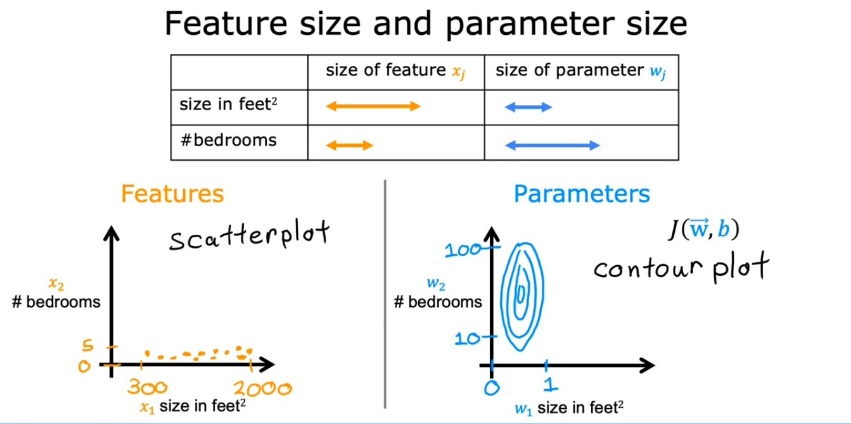 Feature size and parameter size
size of feature xⱼ size of parameter wⱼ
size in feet²
#bedrooms
Features
scatterplot
x₂
# bedrooms
5
0
300 2000
x₁ size in feet²
Parameters
J(w⃗, b)
contour plot
100
w₂
# bedrooms
10
0 1
w₁ size in feet²